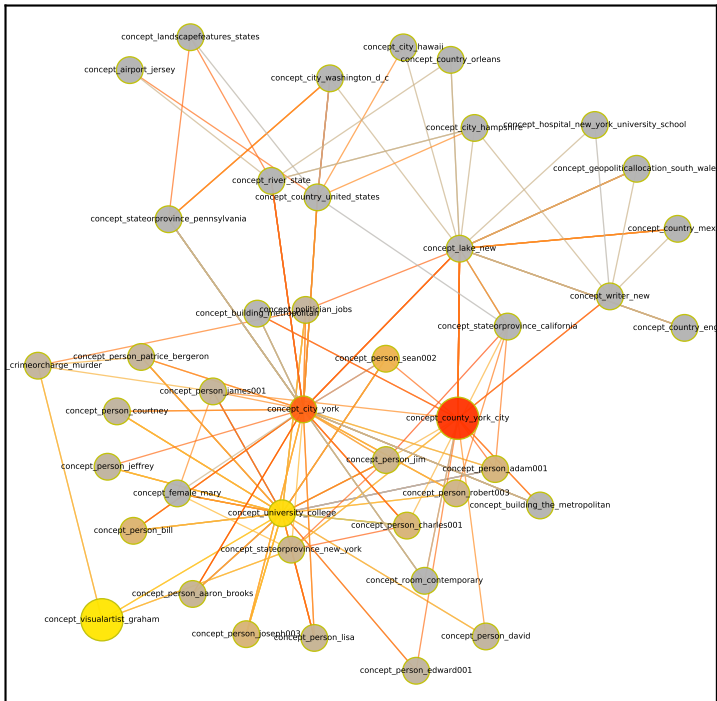 concept_landscapefeatures_states
concept_city_hawaii
concept_country_orleans
concept_airport_jersey
concept_city_washington_d_c
concept_city_hampshire
concept_hospital_new_york_university_school
concept_geopoliticallocation_south_wale
concept_river_state
concept_country_united_states
concept_stateorprovince_pennsylvania
concept_country_mex
concept_lake_new
concept_writer_new
concept_building_metropolitan
concept_politician_jobs
concept_stateorprovince_california
concept_country_eng
concept_person_patrice_bergeron
concept_person_sean002
_crimeorcharge_murder
concept_person_james001
concept_person_courtney
concept_city_york
concept_county_york_city
concept_person_jeffrey
concept_person_jim
concept_person_adam001
concept_female_mary
concept_person_robert003
concept_building_the_metropolitan
concept_university_college
concept_person_bill
concept_person_charles001
concept_stateorprovince_new_york
concept_room_contemporary
concept_person_aaron_brooks
concept_visualartist_graham
concept_person_joseph003
concept_person_lisa
concept_person_david
concept_person_edward001